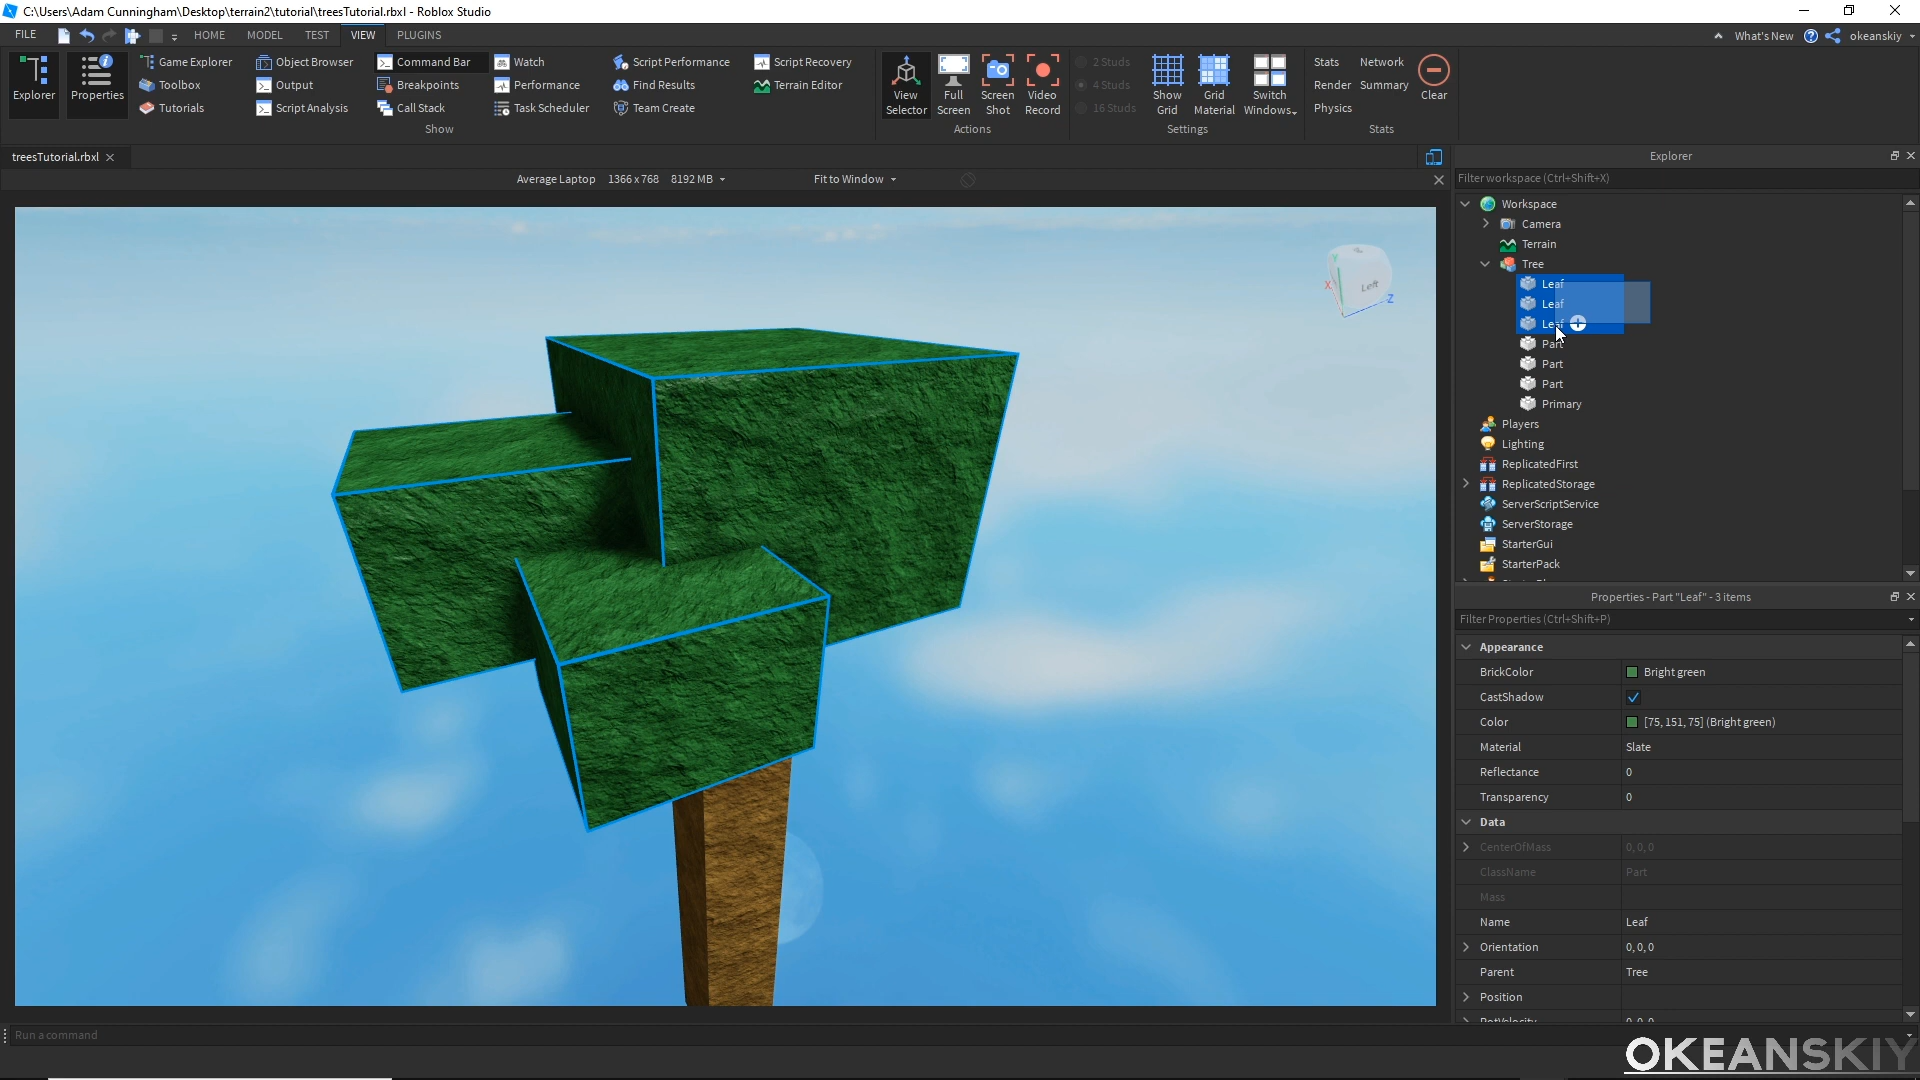 C:\Users\Adam Cunningham\Desktop\terrain2\tutorial\treesTutorial.rbxl - Roblox Studio
FILE HOME MODEL TEST VIEW PLUGINS What's New okeanskiy
Explorer
Properties
Game Explorer
Toolbox
Tutorials
Object Browser
Output
Script Analysis
Command Bar
Breakpoints
Call Stack
Watch
Performance
Task Scheduler
Script Performance
Find Results
Team Create
Script Recovery
Terrain Editor
Show
View
Selector
Full
Screen
Screen
Shot
Video
Record
Actions
2 Studs
4 Studs
16 Studs
Show
Grid
Grid
Material
Switch
Windows
Settings
Stats
Network
Render
Summary
Physics
Clear
Stats
treesTutorial.rbxl
Average Laptop 1366 x 768 8192 MB
Fit to Window
Left
X
Y
Z
Explorer
Filter workspace (Ctrl+Shift+X)
Workspace
Camera
Terrain
Tree
Leaf
Leaf
Leaf
Part
Part
Part
Primary
Players
Lighting
ReplicatedFirst
ReplicatedStorage
ServerScriptService
ServerStorage
StarterGui
StarterPack
Properties - Part "Leaf" - 3 items
Filter Properties (Ctrl+Shift+P)
Appearance
BrickColor Bright green
CastShadow
Color [75, 151, 75] (Bright green)
Material Slate
Reflectance 0
Transparency 0
Data
CenterOfMass 0, 0, 0
ClassName Part
Mass
Name Leaf
Orientation 0, 0, 0
Parent Tree
Position
RotVelocity 0, 0, 0
Run a command
OKEANSKIY